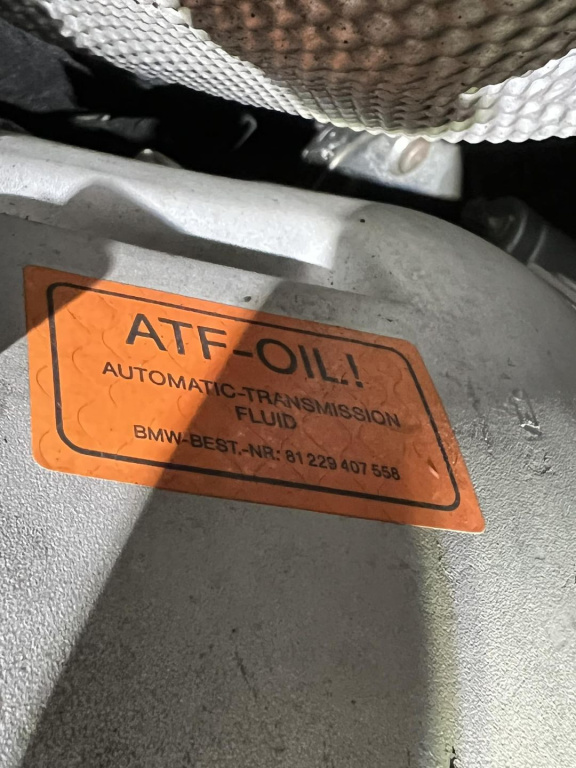 ATF-OIL!
AUTOMATIC-TRANSMISSION
FLUID
BMW-BEST.-NR: 81 229 407 558